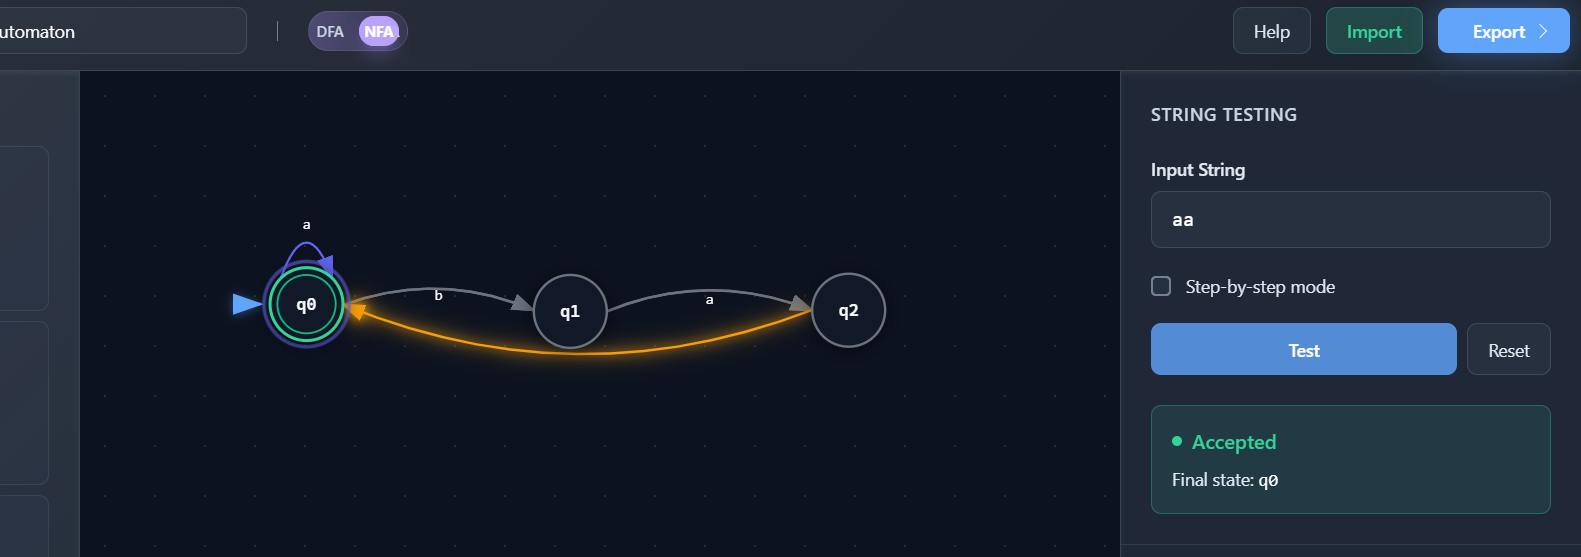 utomaton
DFA
NFA
Help
Import
Export
a
q0
b
q1
a
q2
STRING TESTING
Input String
aa
Step-by-step mode
Test
Reset
Accepted
Final state: q0